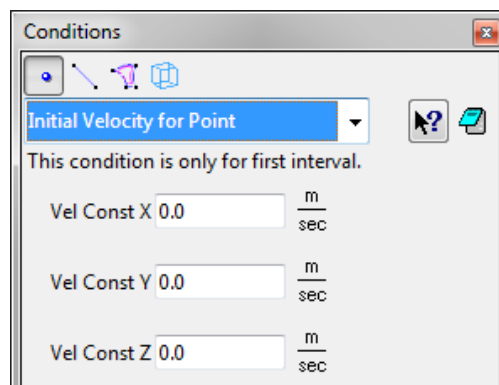 Conditions
Initial Velocity for Point
This condition is only for first interval.
Vel Const X 0.0 m/sec
Vel Const Y 0.0 m/sec
Vel Const Z 0.0 m/sec